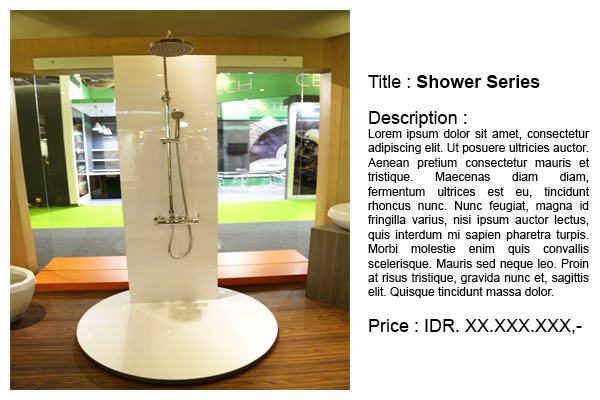 ECH
CE
Title : Shower Series
Description :
Lorem ipsum dolor sit amet, consectetur
adipiscing elit. Ut posuere ultricies auctor.
Aenean pretium consectetur mauris et
tristique. Maecenas diam diam,
fermentum ultrices est eu, tincidunt
rhoncus nunc. Nunc feugiat, magna id
fringilla varius, nisi ipsum auctor lectus,
quis interdum mi sapien pharetra turpis.
Morbi molestie enim quis convallis
scelerisque. Mauris sed neque leo. Proin
at risus tristique, gravida nunc et, sagittis
elit. Quisque tincidunt massa dolor.
Price : IDR. XX.XXX.XXX,-